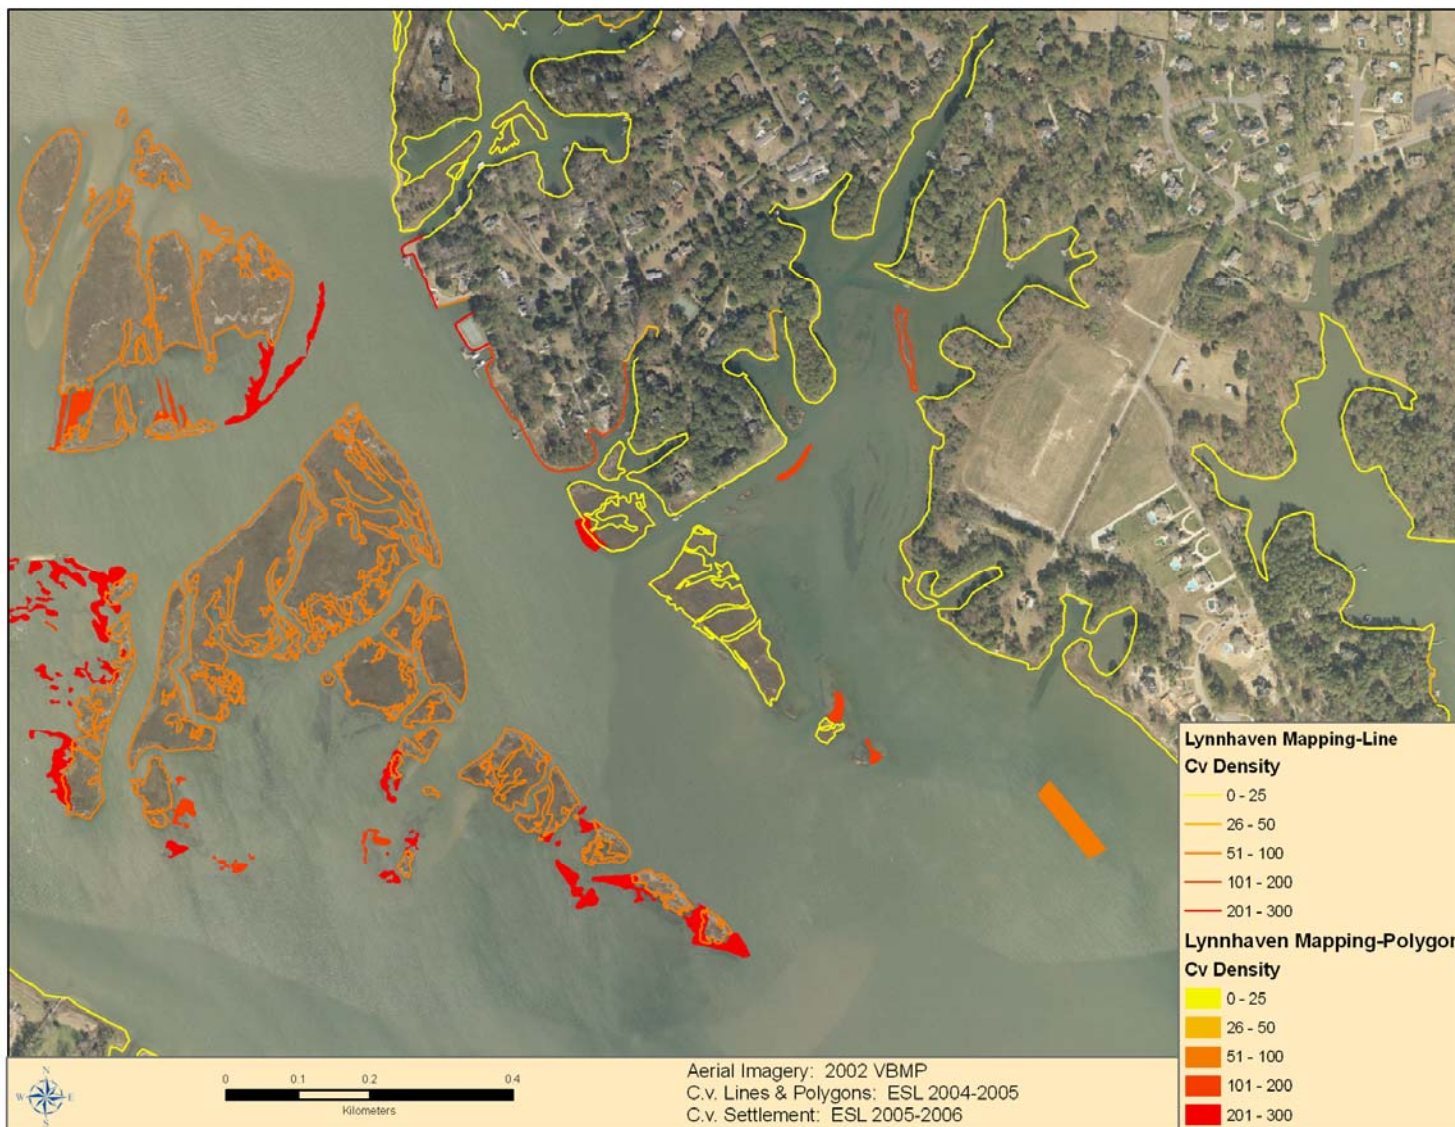 Lynnhaven Mapping-Line
Cv Density
0 - 25
26 - 50
51 - 100
101 - 200
201 - 300
Lynnhaven Mapping-Polygon
Cv Density
0 - 25
26 - 50
51 - 100
101 - 200
201 - 300
N
W E
S
0 0.1 0.2 0.4
Kilometers
Aerial Imagery: 2002 VBMP
C.v. Lines & Polygons: ESL 2004-2005
C.v. Settlement: ESL 2005-2006